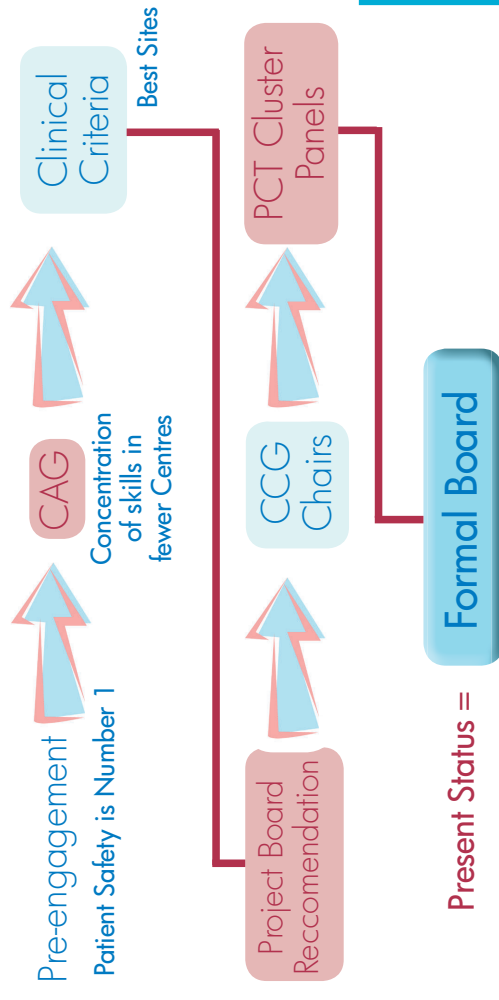 Pre-engagement
Patient Safety is Number 1
CAG
Concentration
of skills in
fewer Centres
Clinical
Criteria
Best Sites
Project Board
Reccomendation
CCG
Chairs
PCT Cluster
Panels
Present Status =
Formal Board